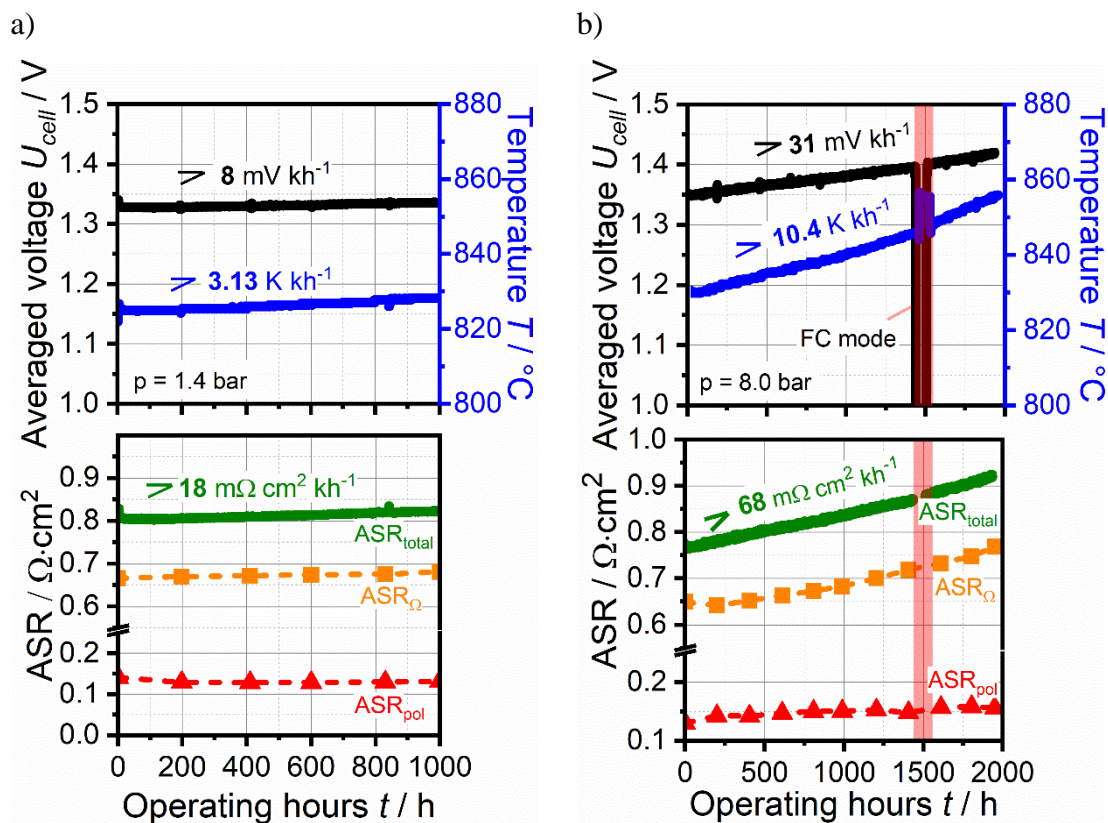 a)
Averaged voltage U_cell / V
1.5
1.4
1.3
1.2
1.1
1.0
> 8 mV kh⁻¹
> 3.13 K kh⁻¹
p = 1.4 bar
880
860
840
820
800
Temperature T / °C
ASR / Ω·cm²
0.9
0.8
0.7
0.6
0.2
0.1
0.0
> 18 mΩ cm² kh⁻¹
ASR_total
ASR_Ω
ASR_pol
0 200 400 600 800 1000
Operating hours t / h
b)
Averaged voltage U_cell / V
1.5
1.4
1.3
1.2
1.1
1.0
> 31 mV kh⁻¹
> 10.4 K kh⁻¹
FC mode
p = 8.0 bar
880
860
840
820
800
Temperature T / °C
ASR / Ω·cm²
1.0
0.9
0.8
0.7
0.6
0.2
0.1
> 68 mΩ cm² kh⁻¹
ASR_total
ASR_Ω
ASR_pol
0 500 1000 1500 2000
Operating hours t / h